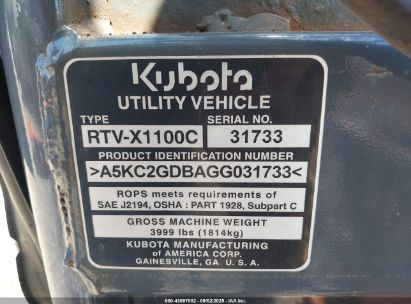 Kubota
UTILITY VEHICLE
TYPE SERIAL NO.
RTV-X1100C 31733
PRODUCT IDENTIFICATION NUMBER
>A5KC2GDBAGG031733<
ROPS meets requirements of
SAE J2194, OSHA : PART 1928, Subpart C
GROSS MACHINE WEIGHT
3999 lbs (1814kg)
KUBOTA MANUFACTURING
of AMERICA CORP.
GAINESVILLE, GA U. S. A.